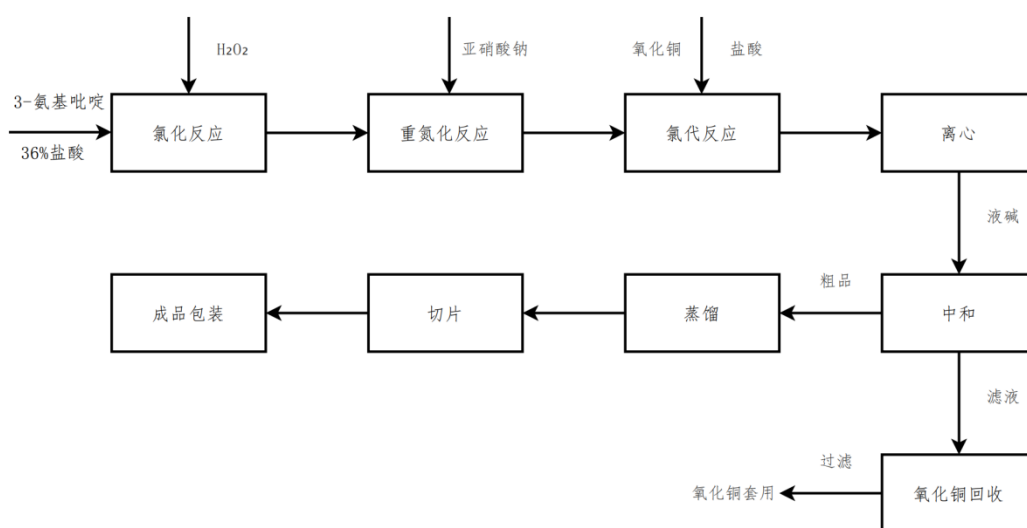 H₂O₂
亚硝酸钠
氧化铜
盐酸
3-氨基吡啶
36%盐酸
氯化反应
重氮化反应
氯代反应
离心
液碱
成品包装
切片
蒸馏
粗品
中和
滤液
氧化铜套用
过滤
氧化铜回收